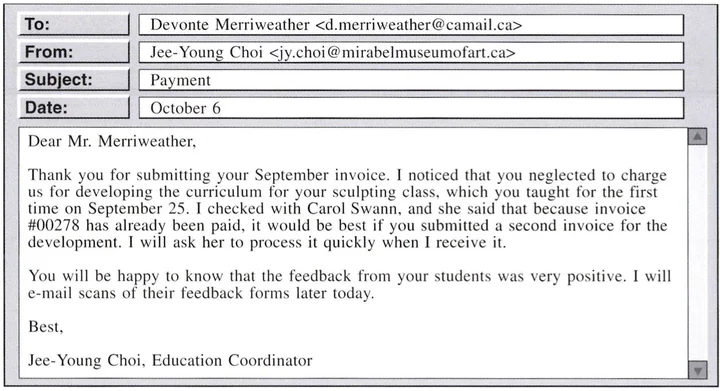 To: Devonte Merriweather <d.merriweather@camail.ca>
From: Jee-Young Choi <jy.choi@mirabelmuseumofart.ca>
Subject: Payment
Date: October 6
Dear Mr. Merriweather,
Thank you for submitting your September invoice. I noticed that you neglected to charge
us for developing the curriculum for your sculpting class, which you taught for the first
time on September 25. I checked with Carol Swann, and she said that because invoice
#00278 has already been paid, it would be best if you submitted a second invoice for the
development. I will ask her to process it quickly when I receive it.
You will be happy to know that the feedback from your students was very positive. I will
e-mail scans of their feedback forms later today.
Best,
Jee-Young Choi, Education Coordinator